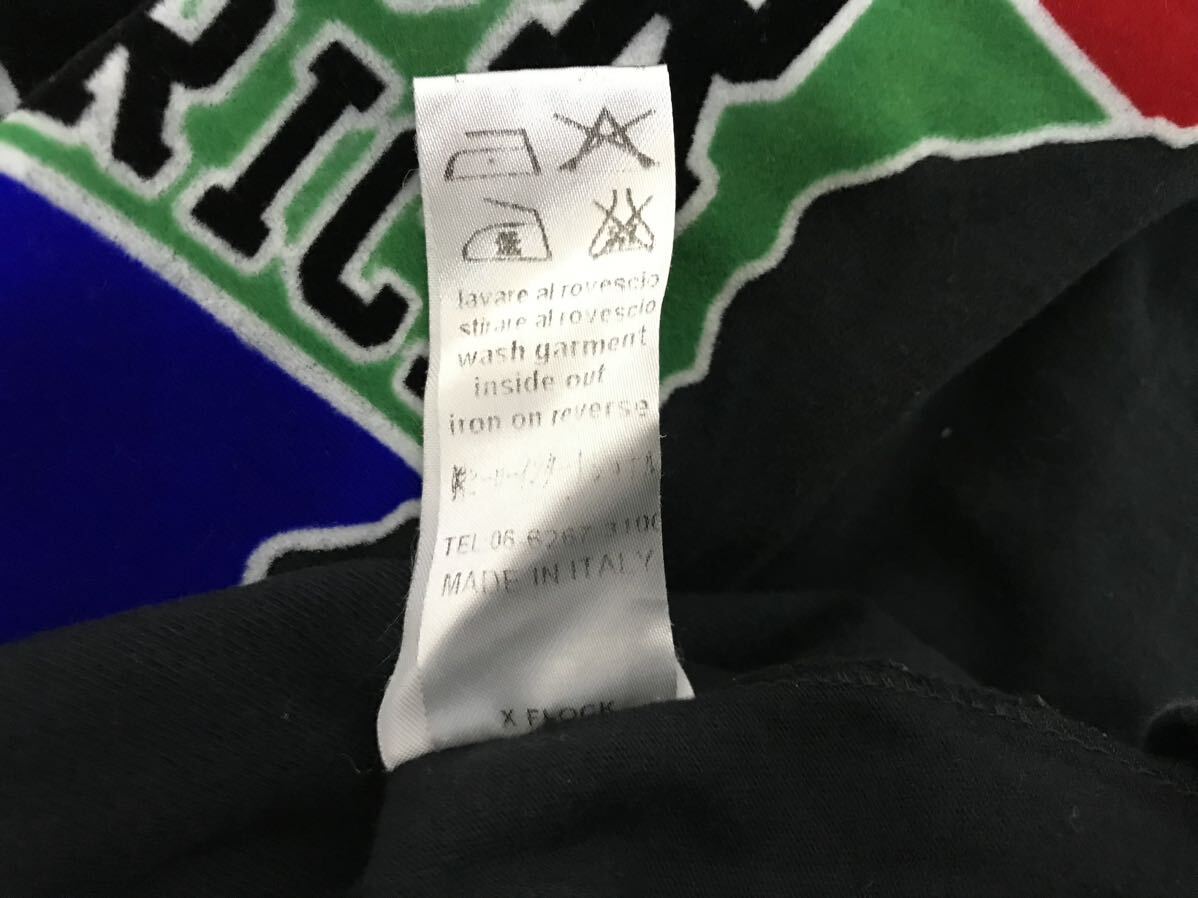 RIC
lavare al rovescio
stirare al rovescio
wash garment
inside out
iron on reverse
TEL 06 6267 3100
MADE IN ITALY
X FLOCK